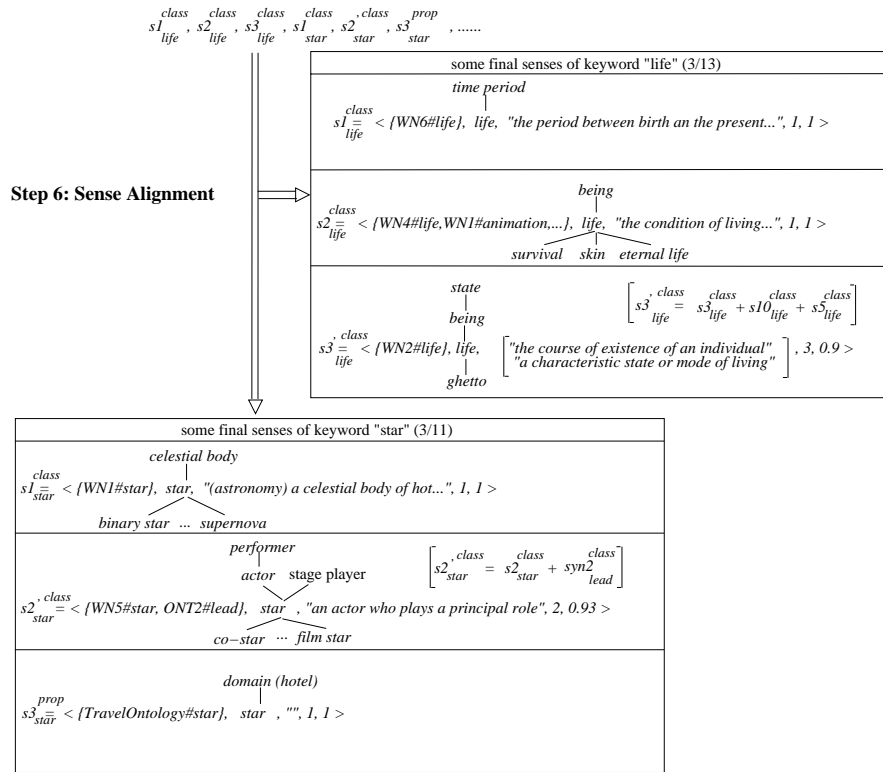 s1 class life , s2 class life , s3 class life , s1 class star , s2 , class star , s3 prop star , ......
some final senses of keyword "life" (3/13)
time period
s1 class life = < {WN6#life}, life, "the period between birth an the present...", 1, 1 >
Step 6: Sense Alignment
being
s2 class life = < {WN4#life,WN1#animation,...}, life, "the condition of living...", 1, 1 >
survival skin eternal life
state
[ s3 , class life = s3 class life + s10 class life + s5 class life ]
being
s3 , class life = < {WN2#life}, life, [ "the course of existence of an individual"
"a characteristic state or mode of living" ] , 3, 0.9 >
ghetto
some final senses of keyword "star" (3/11)
celestial body
s1 class star = < {WN1#star}, star, "(astronomy) a celestial body of hot...", 1, 1 >
binary star ... supernova
performer
[ s2 , class star = s2 class star + syn2 class lead ]
actor stage player
s2 , class star = < {WN5#star, ONT2#lead}, star , "an actor who plays a principal role", 2, 0.93 >
co−star ... film star
domain (hotel)
s3 prop star = < {TravelOntology#star}, star , "", 1, 1 >